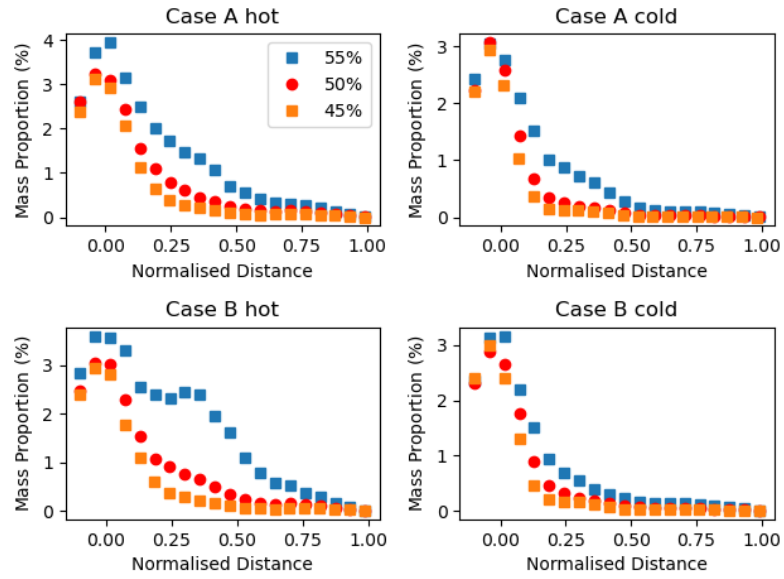 Case A hot
Mass Proportion (%)
4
3
2
1
0
0.00 0.25 0.50 0.75 1.00
Normalised Distance
55%
50%
45%
Case A cold
Mass Proportion (%)
3
2
1
0
0.00 0.25 0.50 0.75 1.00
Normalised Distance
Case B hot
Mass Proportion (%)
3
2
1
0
0.00 0.25 0.50 0.75 1.00
Normalised Distance
Case B cold
Mass Proportion (%)
3
2
1
0
0.00 0.25 0.50 0.75 1.00
Normalised Distance